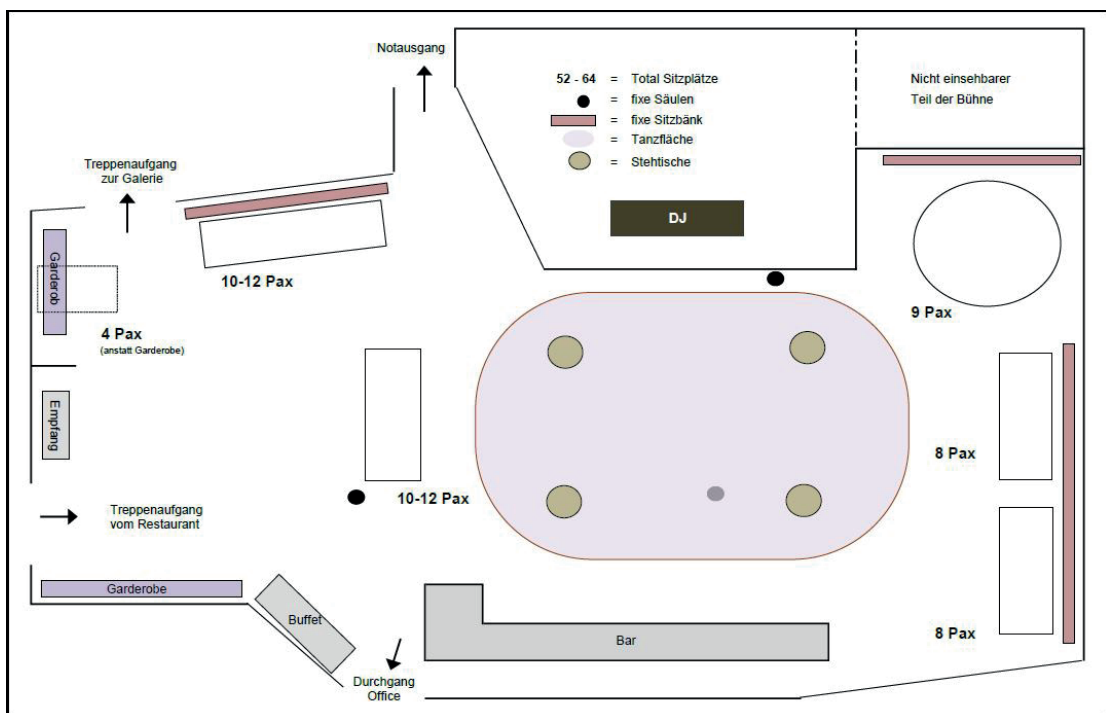 Notausgang
52 - 64 = Total Sitzplätze
= fixe Säulen
= fixe Sitzbänk
= Tanzfläche
= Stehtische
Nicht einsehbarer
Teil der Bühne
Treppenaufgang
zur Galerie
DJ
Garderob
10-12 Pax
9 Pax
4 Pax
(anstatt Garderobe)
Empfang
8 Pax
10-12 Pax
Treppenaufgang
vom Restaurant
Garderobe
Buffet
Bar
8 Pax
Durchgang
Office